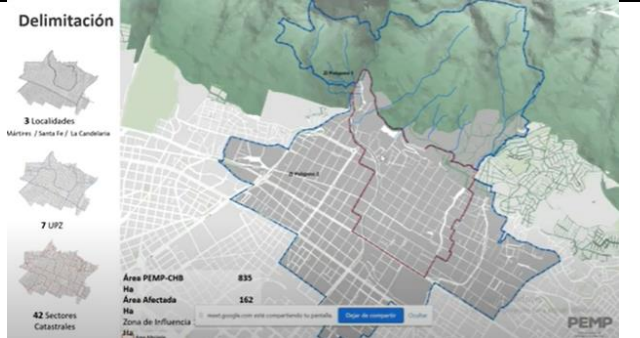 Delimitación
3 Localidades
Mártires / Santa Fe / La Candelaria
7 UPZ
42 Sectores
Catastrales
Área PEMP-CHB 835
Ha
Área Afectada 162
Ha
Zona de Influencia
Ha
meet.google.com está compartiendo tu pantalla.
Dejar de compartir
Ocultar
PEMP